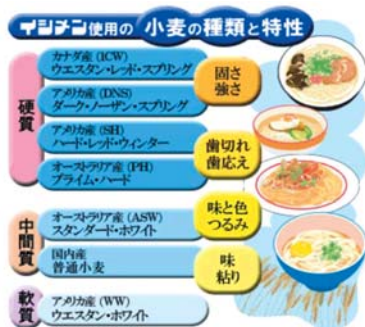 イシメン使用の 小麦の種類と特性
硬質
カナダ産 (1CW)
ウエスタン・レッド・スプリング
アメリカ産 (DNS)
ダーク・ノーザン・スプリング
固さ
強さ
アメリカ産 (SH)
ハード・レッド・ウィンター
オーストラリア産 (PH)
プライム・ハード
歯切れ
歯応え
中間質
オーストラリア産 (ASW)
スタンダード・ホワイト
味と色
つるみ
国内産
普通小麦
味
粘り
軟質
アメリカ産 (WW)
ウエスタン・ホワイト